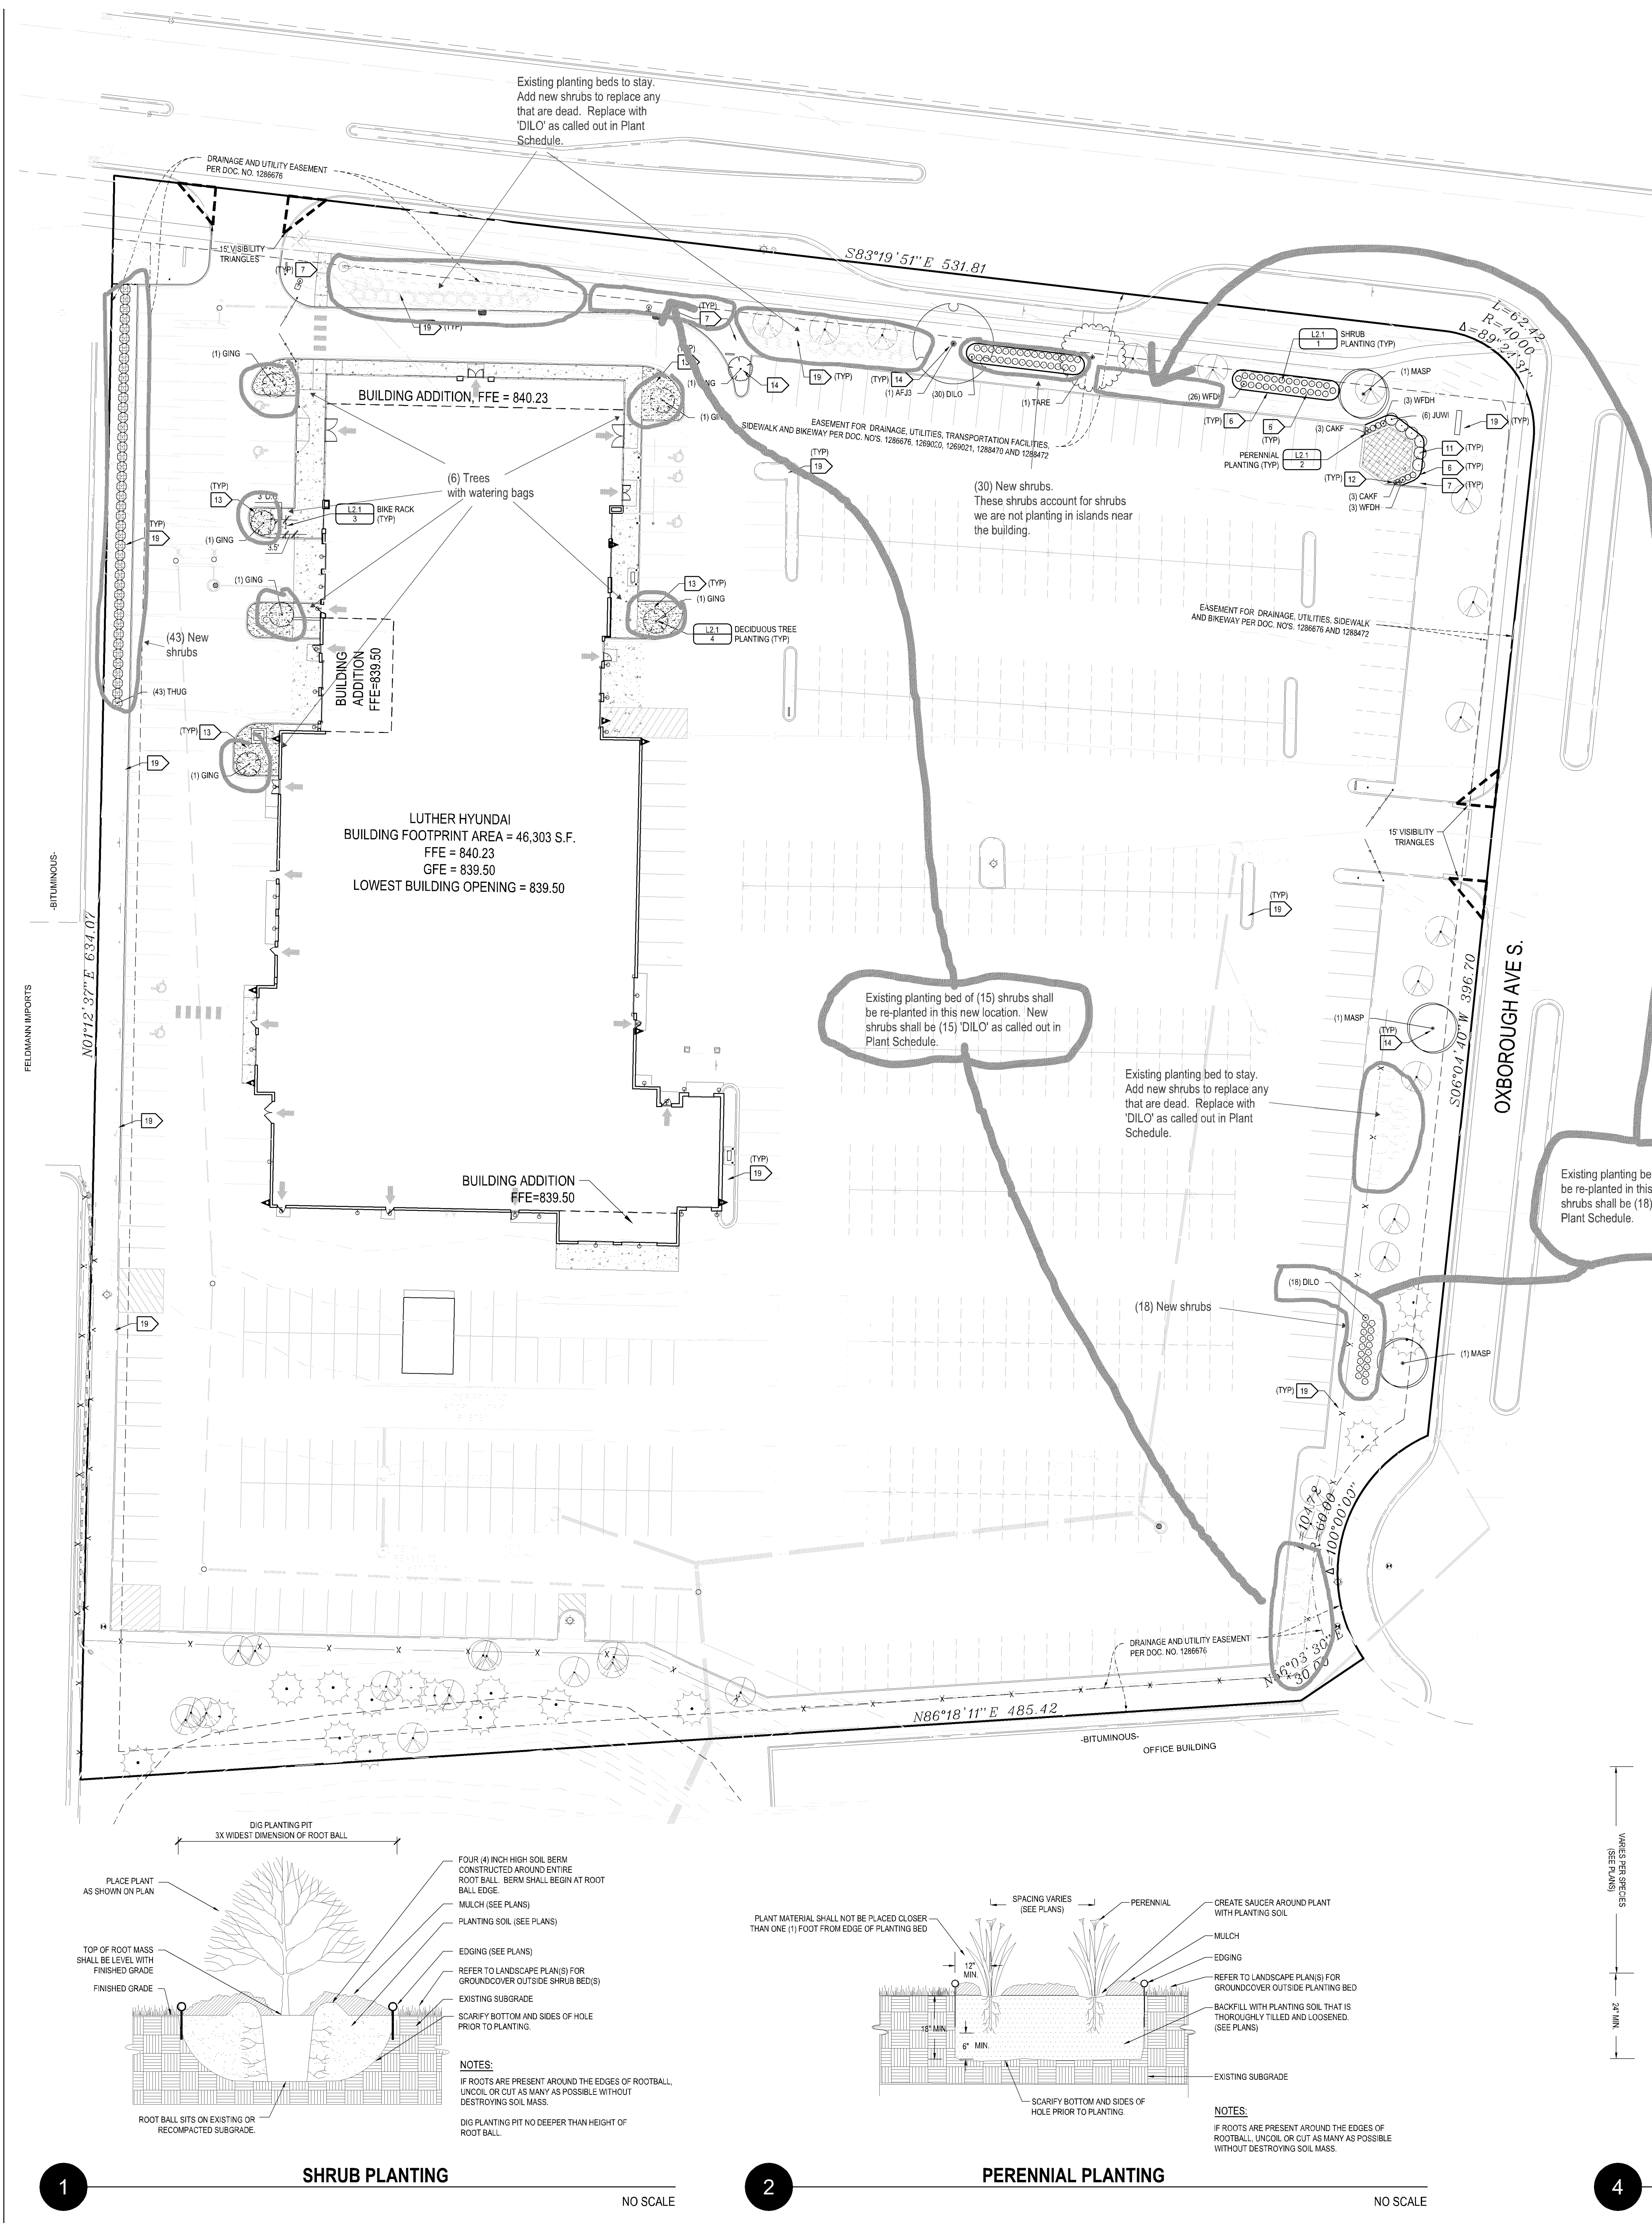 Existing planting beds to stay.
Add new shrubs to replace any
that are dead. Replace with
'DILO' as called out in Plant
Schedule.
DRAINAGE AND UTILITY EASEMENT
PER DOC. NO. 1286676
15' VISIBILITY
TRIANGLES
(TYP) 7
S83°19'51"E 531.81
L=62.42
R=40.00
Δ=89°24'31"
19 (TYP)
(TYP)
7
(1) GING
(1) GING
14
19 (TYP)
(TYP) 14
(1) AFJ3
(30) DILO
(1) TARE
L2.1
1
SHRUB
PLANTING (TYP)
(1) MASP
(26) WFDH
(3) WFDH
(6) JUWI
(TYP) 6
6
(TYP)
(3) CAKF
19 (TYP)
11 (TYP)
PERENNIAL
PLANTING (TYP)
L2.1
2
6 (TYP)
(TYP) 12
7 (TYP)
(3) CAKF
(3) WFDH
BUILDING ADDITION, FFE = 840.23
EASEMENT FOR DRAINAGE, UTILITIES, TRANSPORTATION FACILITIES,
SIDEWALK AND BIKEWAY PER DOC. NO'S. 1286676, 1269020, 1269021, 1288470 AND 1288472
(TYP)
19
(6) Trees
with watering bags
(30) New shrubs.
These shrubs account for shrubs
we are not planting in islands near
the building.
(TYP)
13
L2.1
3
BIKE RACK
(TYP)
(1) GING
3.5'
(TYP)
19
(1) GING
13 (TYP)
(1) GING
L2.1
4
DECIDUOUS TREE
PLANTING (TYP)
EASEMENT FOR DRAINAGE, UTILITIES, SIDEWALK
AND BIKEWAY PER DOC. NO'S. 1286676 AND 1288472
(43) New
shrubs
(43) THUG
BUILDING
ADDITION
FFE=839.50
(TYP) 13
19
(1) GING
LUTHER HYUNDAI
BUILDING FOOTPRINT AREA = 46,303 S.F.
FFE = 840.23
GFE = 839.50
LOWEST BUILDING OPENING = 839.50
15' VISIBILITY
TRIANGLES
-BITUMINOUS-
(TYP)
19
N01°12'37"E 634.07
FELDMANN IMPORTS
S06°04'40"W 396.70
OXBOROUGH AVE S.
Existing planting bed of (15) shrubs shall
be re-planted in this new location. New
shrubs shall be (15) 'DILO' as called out in
Plant Schedule.
(1) MASP
(TYP)
14
Existing planting bed to stay.
Add new shrubs to replace any
that are dead. Replace with
'DILO' as called out in Plant
Schedule.
19
(TYP)
19
BUILDING ADDITION
FFE=839.50
Existing planting be
be re-planted in this
shrubs shall be (18)
Plant Schedule.
(18) DILO
(18) New shrubs
19
(1) MASP
(TYP) 19
L=104.72
R=60.00
Δ=100°00'00"
DRAINAGE AND UTILITY EASEMENT
PER DOC. NO. 1286676
30.00
N86°18'11"E 485.42
-BITUMINOUS-
OFFICE BUILDING
DIG PLANTING PIT
3X WIDEST DIMENSION OF ROOT BALL
PLACE PLANT
AS SHOWN ON PLAN
TOP OF ROOT MASS
SHALL BE LEVEL WITH
FINISHED GRADE
FINISHED GRADE
FOUR (4) INCH HIGH SOIL BERM
CONSTRUCTED AROUND ENTIRE
ROOT BALL. BERM SHALL BEGIN AT ROOT
BALL EDGE.
MULCH (SEE PLANS)
PLANTING SOIL (SEE PLANS)
EDGING (SEE PLANS)
REFER TO LANDSCAPE PLAN(S) FOR
GROUNDCOVER OUTSIDE SHRUB BED(S)
EXISTING SUBGRADE
SCARIFY BOTTOM AND SIDES OF HOLE
PRIOR TO PLANTING.
NOTES:
IF ROOTS ARE PRESENT AROUND THE EDGES OF ROOTBALL,
UNCOIL OR CUT AS MANY AS POSSIBLE WITHOUT
DESTROYING SOIL MASS.
DIG PLANTING PIT NO DEEPER THAN HEIGHT OF
ROOT BALL.
ROOT BALL SITS ON EXISTING OR
RECOMPACTED SUBGRADE.
1
SHRUB PLANTING
NO SCALE
SPACING VARIES
(SEE PLANS)
PERENNIAL
PLANT MATERIAL SHALL NOT BE PLACED CLOSER
THAN ONE (1) FOOT FROM EDGE OF PLANTING BED
12"
MIN.
18" MIN.
6" MIN.
CREATE SAUCER AROUND PLANT
WITH PLANTING SOIL
MULCH
EDGING
REFER TO LANDSCAPE PLAN(S) FOR
GROUNDCOVER OUTSIDE PLANTING BED
BACKFILL WITH PLANTING SOIL THAT IS
THOROUGHLY TILLED AND LOOSENED.
(SEE PLANS)
EXISTING SUBGRADE
SCARIFY BOTTOM AND SIDES OF
HOLE PRIOR TO PLANTING.
NOTES:
IF ROOTS ARE PRESENT AROUND THE EDGES OF
ROOTBALL, UNCOIL OR CUT AS MANY AS POSSIBLE
WITHOUT DESTROYING SOIL MASS.
2
PERENNIAL PLANTING
NO SCALE
VARIES PER SPECIES
(SEE PLANS)
24" MIN.
4